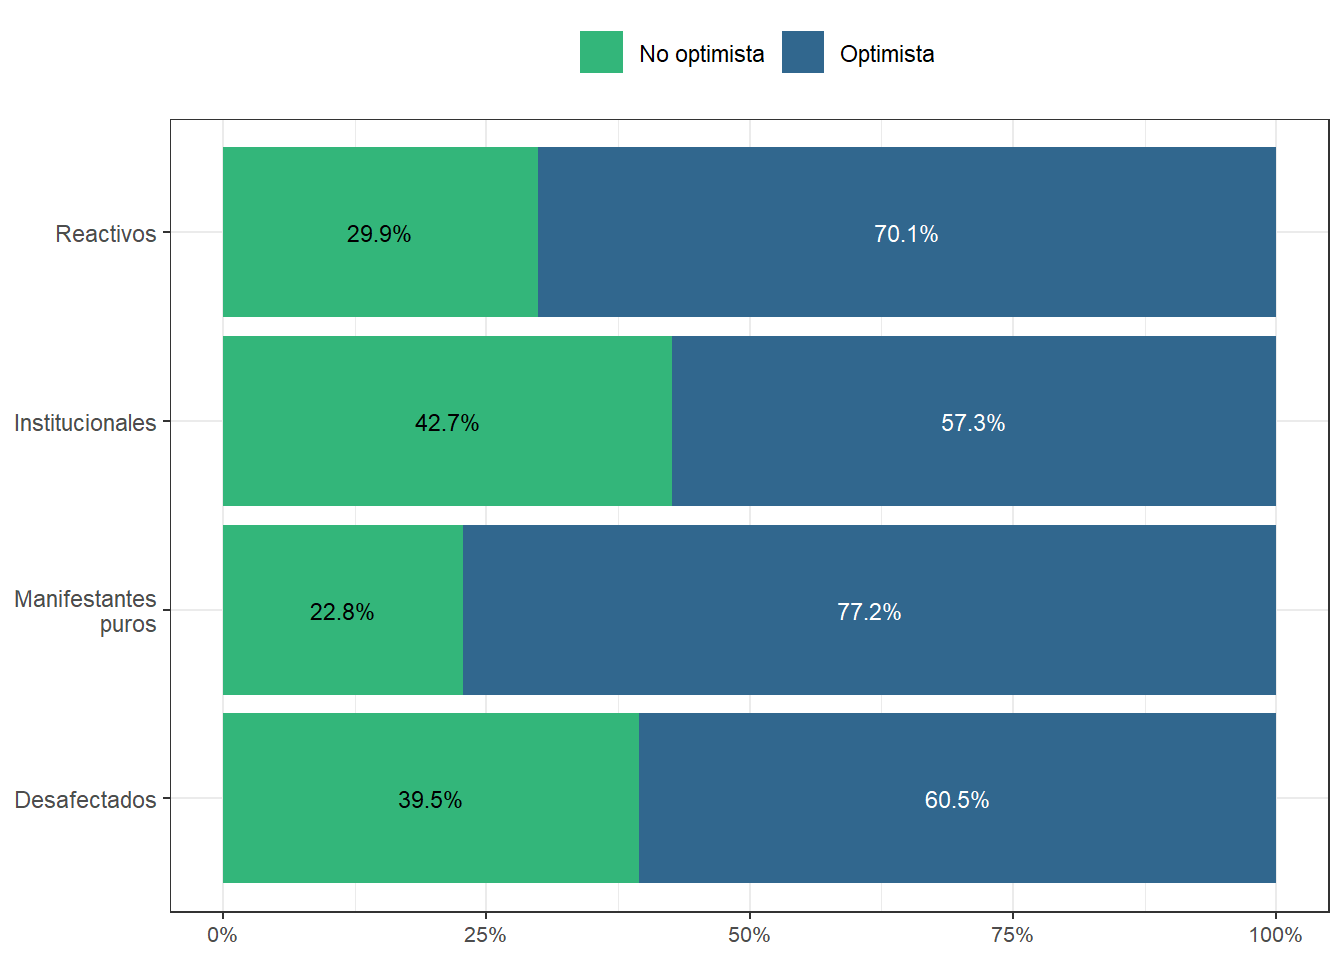 No optimista Optimista
Reactivos 29.9% 70.1%
Institucionales 42.7% 57.3%
Manifestantes
puros 22.8% 77.2%
Desafectados 39.5% 60.5%
0% 25% 50% 75% 100%